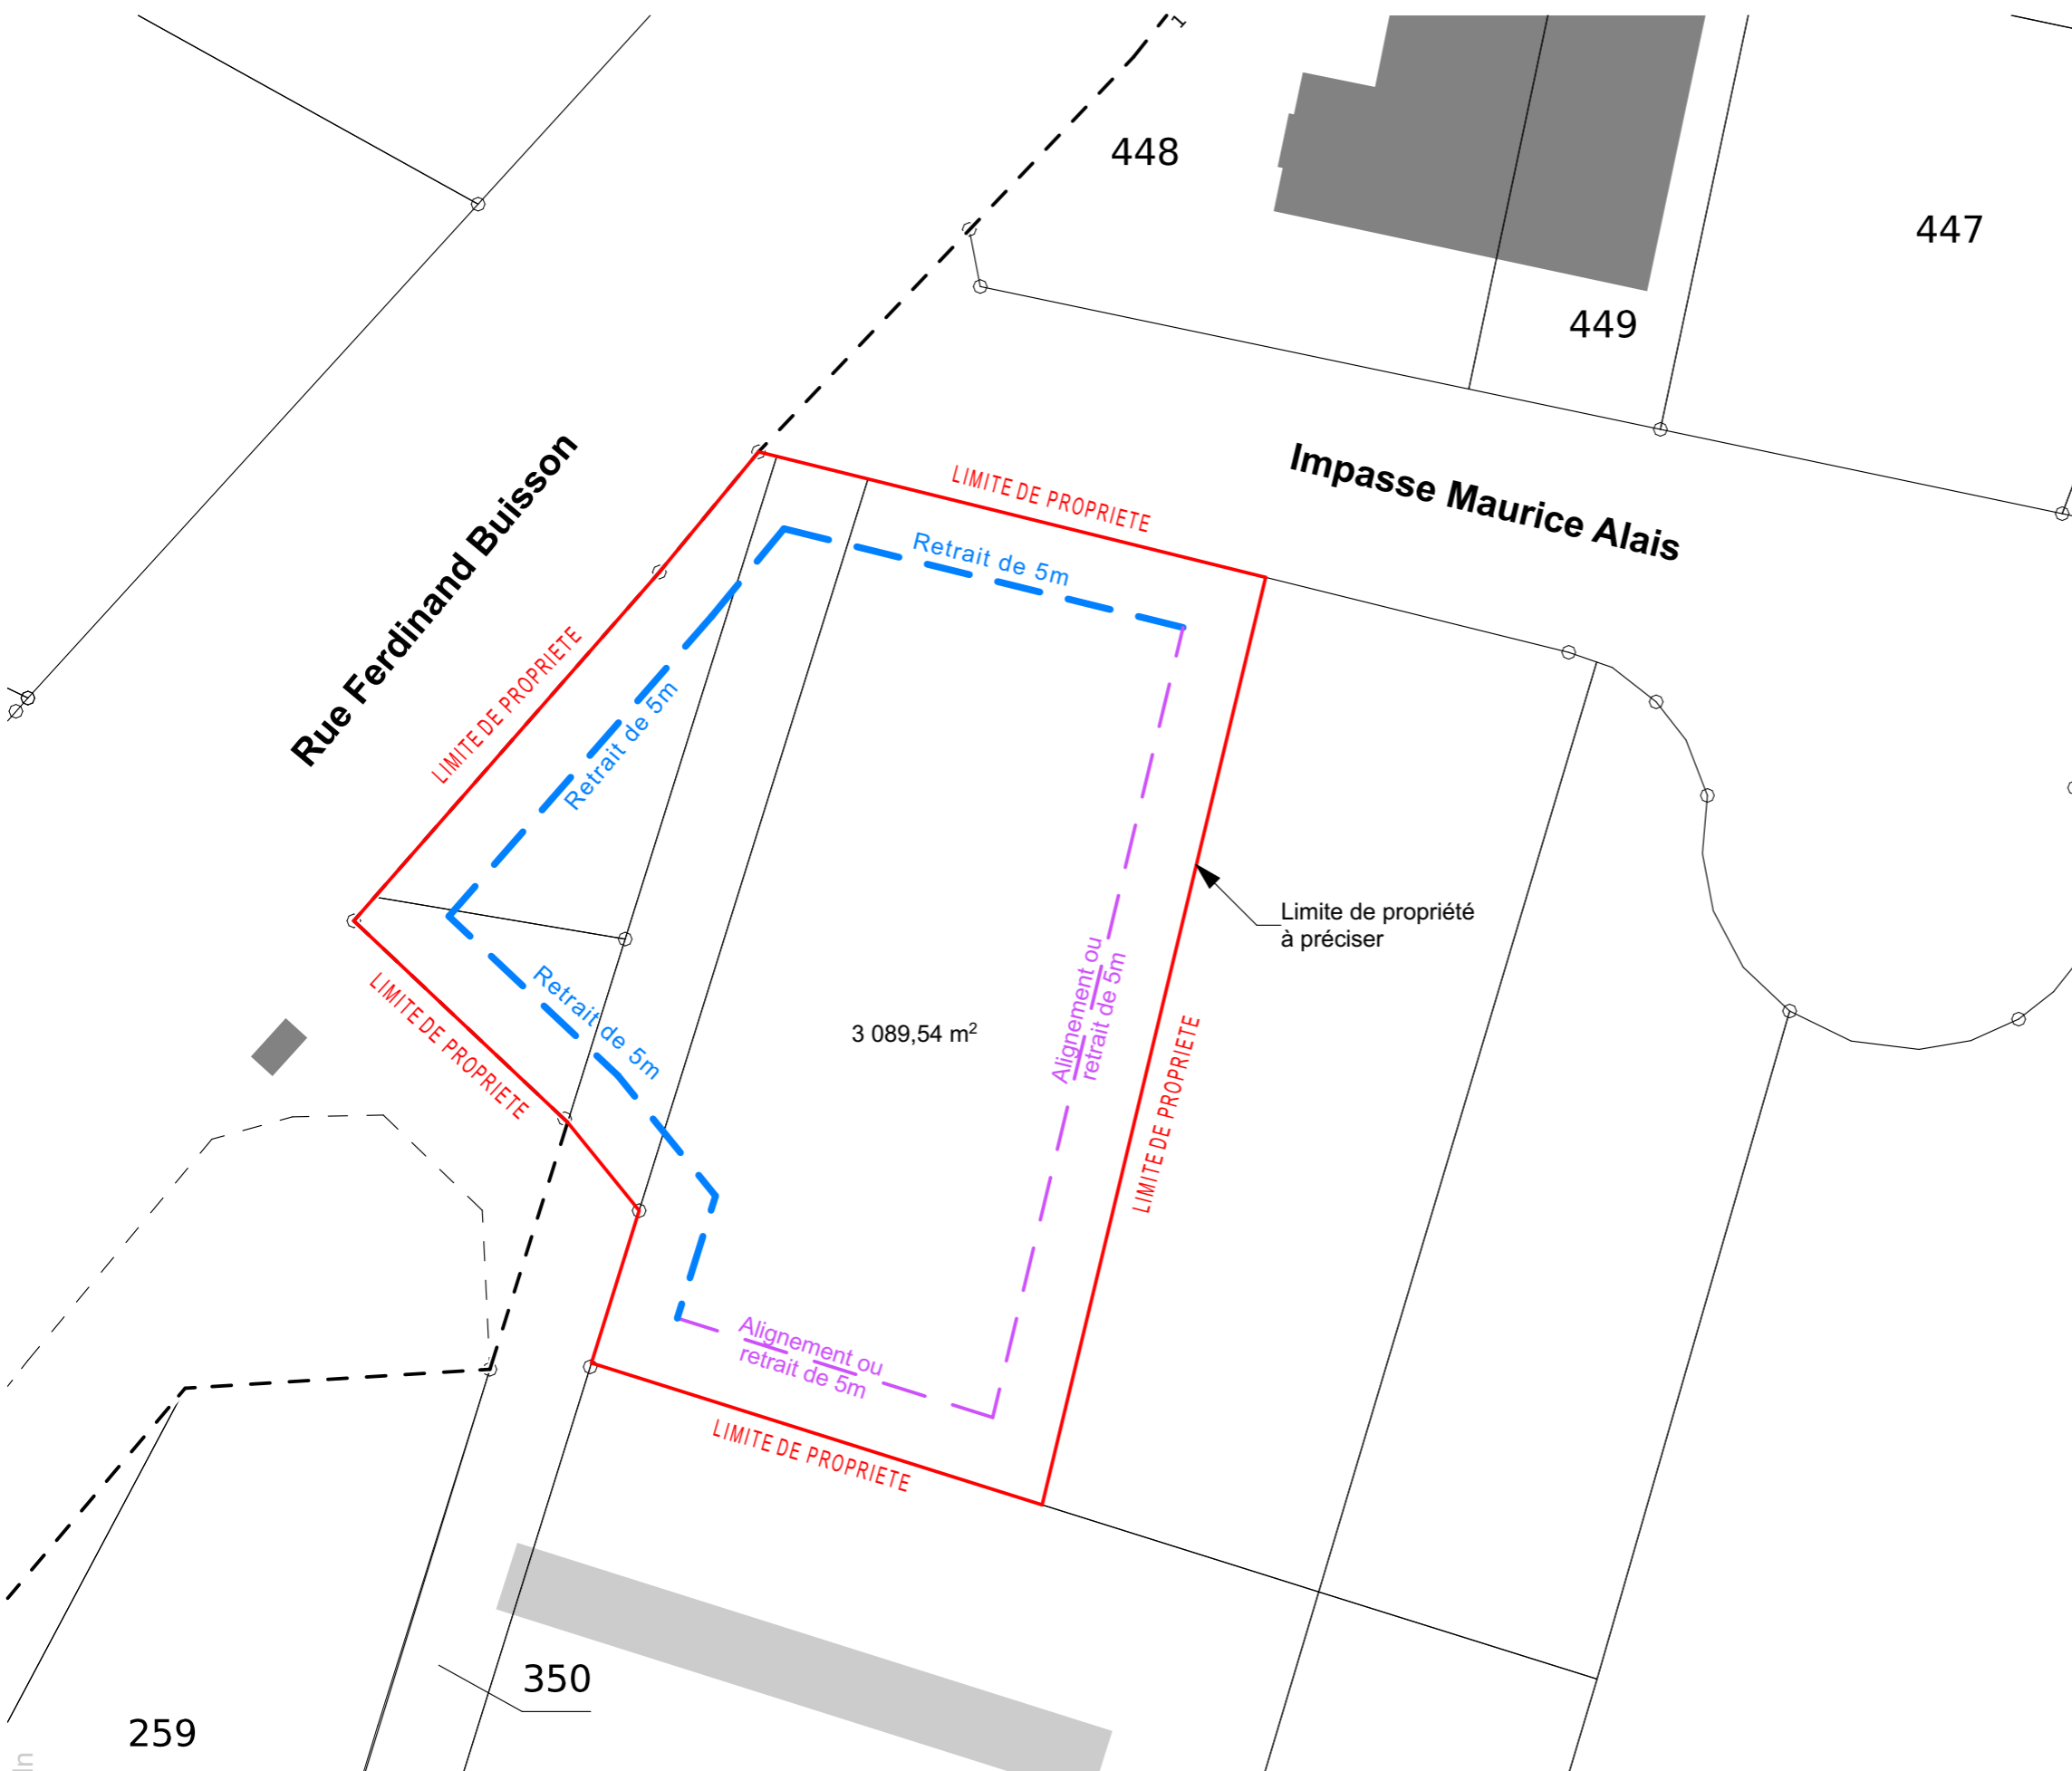 1
448
447
449
Impasse Maurice Alais
Rue Ferdinand Buisson
LIMITE DE PROPRIETE
Retrait de 5m
LIMITE DE PROPRIETE
Retrait de 5m
Limite de propriété
à préciser
Alignement ou
retrait de 5m
LIMITE DE PROPRIETE
Retrait de 5m
LIMITE DE PROPRIETE
3 089,54 m²
Alignement ou
retrait de 5m
LIMITE DE PROPRIETE
350
259